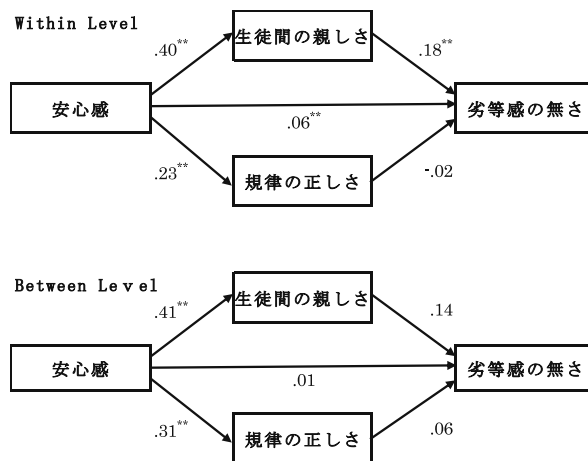 Within Level
生徒間の親しさ
.40**
.18**
安心感
劣等感の無さ
.06**
.23**
-.02
規律の正しさ
Between Level
生徒間の親しさ
.41**
.14
安心感
劣等感の無さ
.01
.31**
.06
規律の正しさ